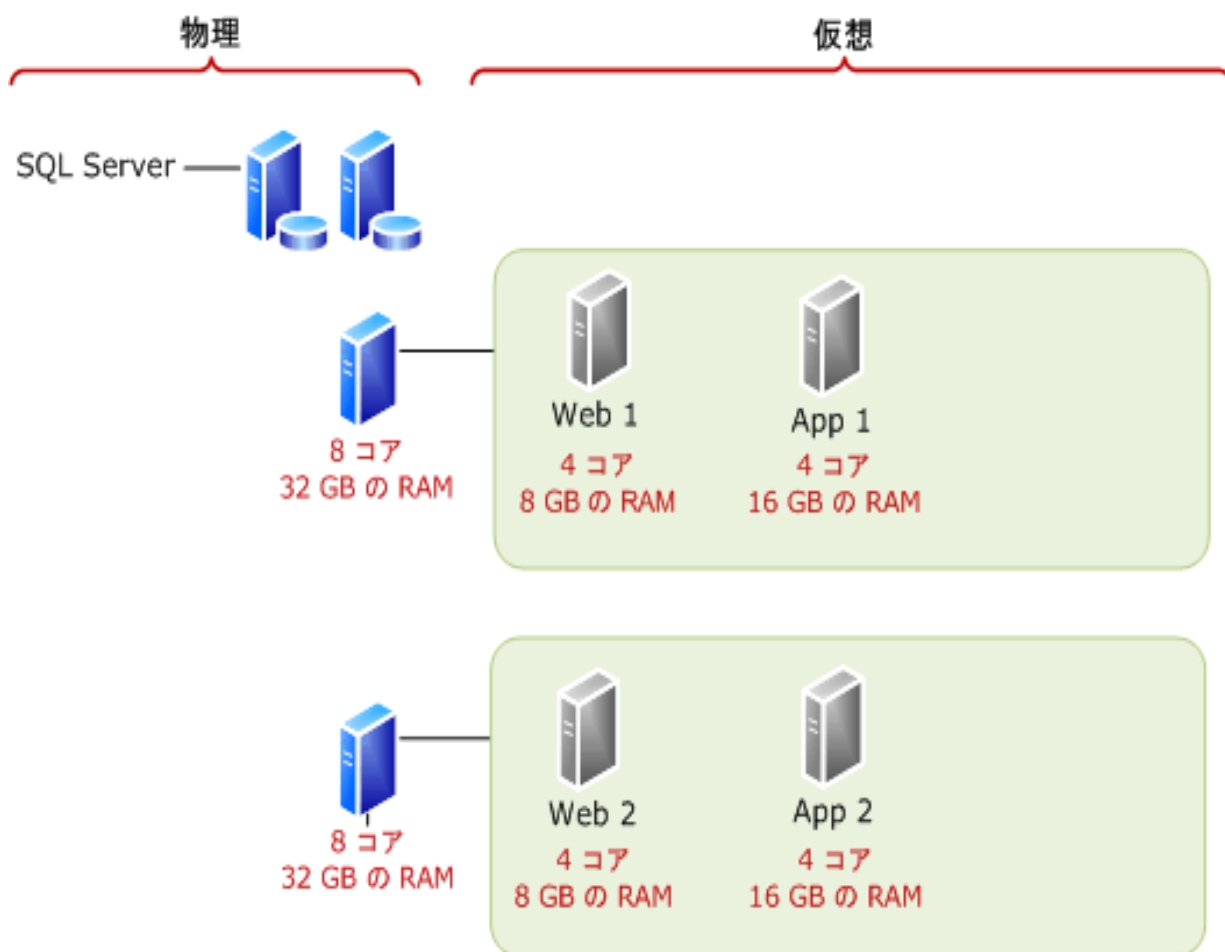 物理
仮想
SQL Server
Web 1
App 1
8 コア
32 GB の RAM
4 コア
8 GB の RAM
4 コア
16 GB の RAM
Web 2
App 2
8 コア
32 GB の RAM
4 コア
8 GB の RAM
4 コア
16 GB の RAM